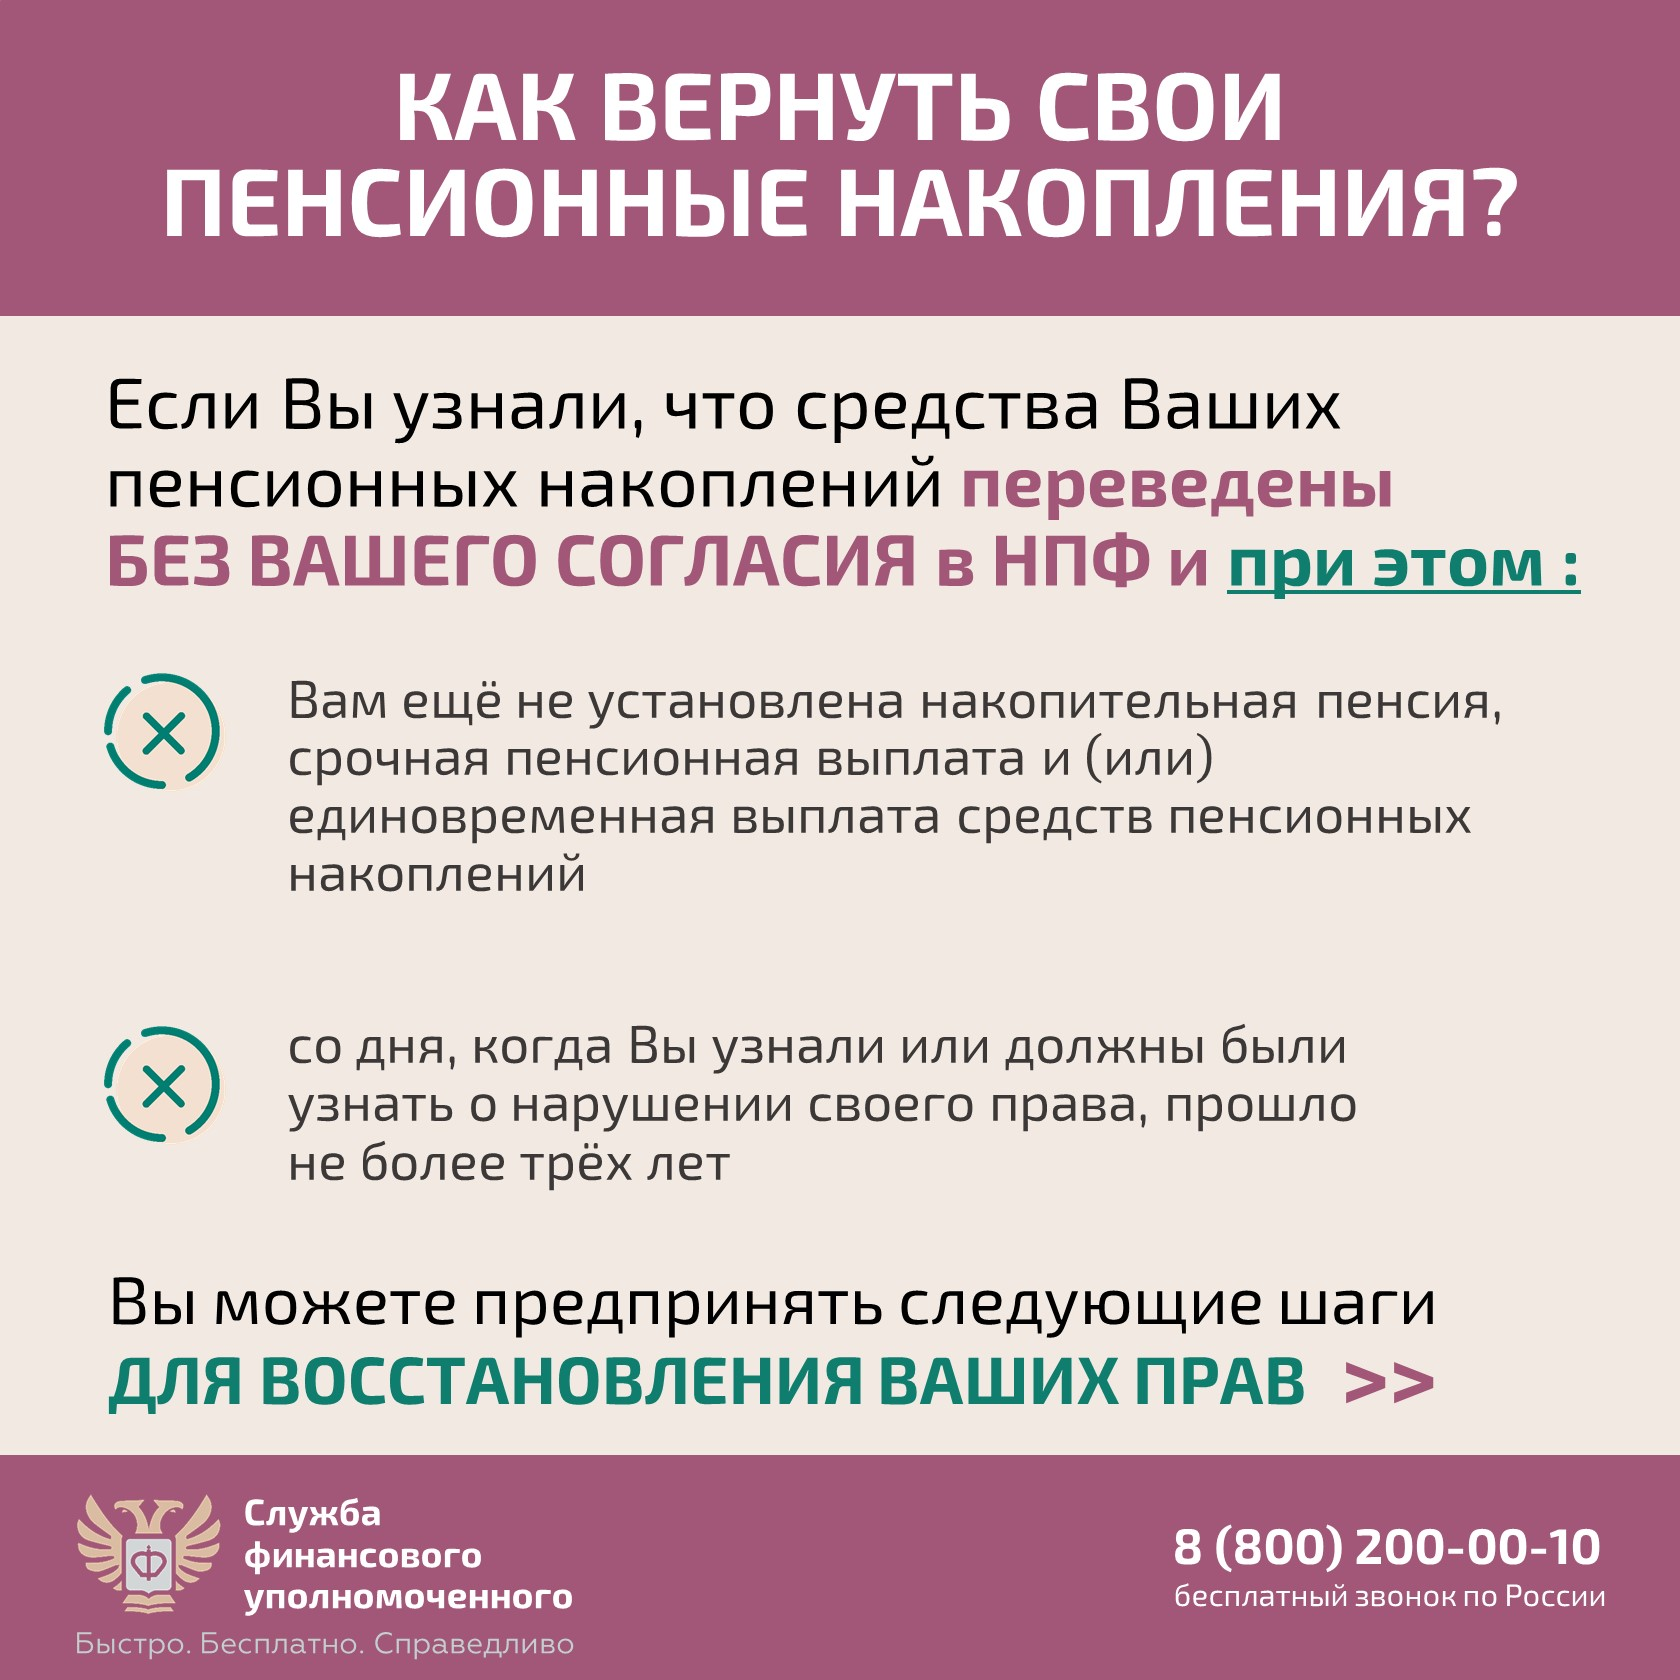 КАК ВЕРНУТЬ СВОИ
ПЕНСИОННЫЕ НАКОПЛЕНИЯ?
Если Вы узнали, что средства Ваших
пенсионных накоплений переведены
БЕЗ ВАШЕГО СОГЛАСИЯ в НПФ и при этом :
Вам ещё не установлена накопительная пенсия,
срочная пенсионная выплата и (или)
единовременная выплата средств пенсионных
накоплений
со дня, когда Вы узнали или должны были
узнать о нарушении своего права, прошло
не более трёх лет
Вы можете предпринять следующие шаги
ДЛЯ ВОССТАНОВЛЕНИЯ ВАШИХ ПРАВ >>
Служба
финансового
уполномоченного
Быстро. Бесплатно. Справедливо
8 (800) 200-00-10
бесплатный звонок по России